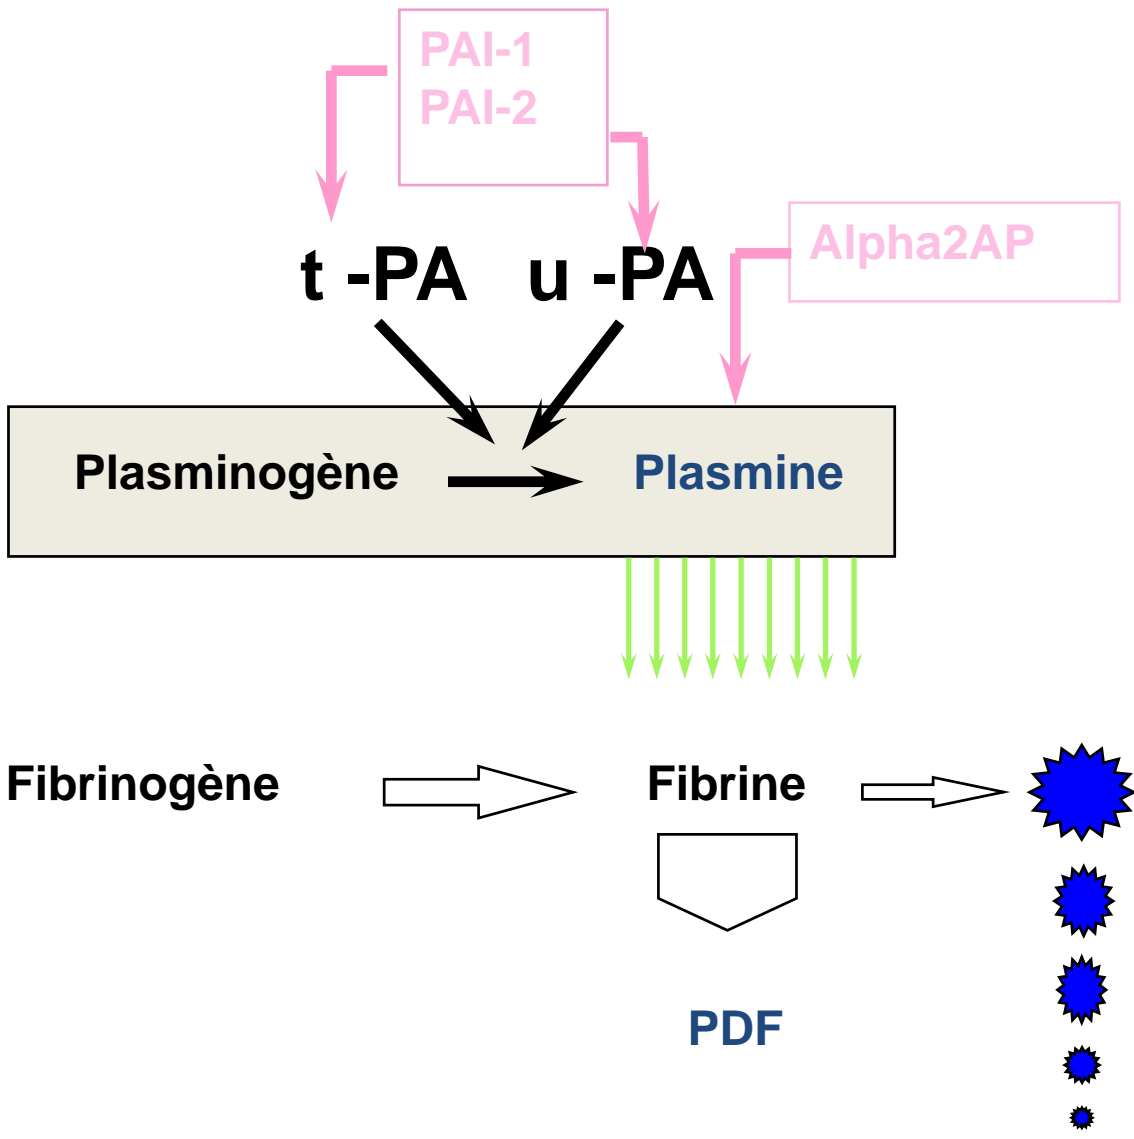 PAI-1
PAI-2
Alpha2AP
t -PA u -PA
Plasminogène Plasmine
Fibrinogène Fibrine
PDF